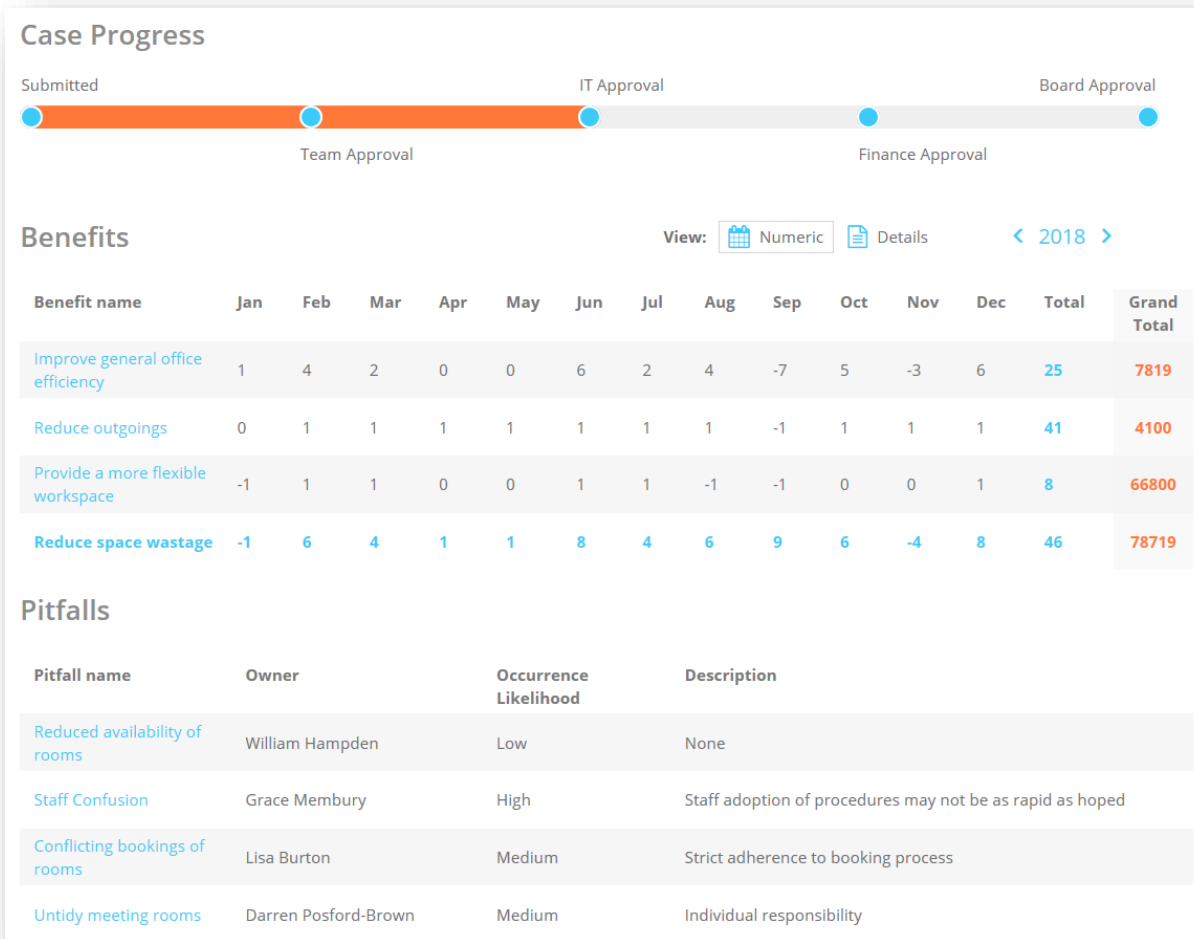 Case Progress
Submitted IT Approval Board Approval
Team Approval Finance Approval
Benefits View: Numeric Details < 2018 >
Benefit name Jan Feb Mar Apr May Jun Jul Aug Sep Oct Nov Dec Total Grand
Total
Improve general office
efficiency 1 4 2 0 0 6 2 4 -7 5 -3 6 25 7819
Reduce outgoings 0 1 1 1 1 1 1 1 -1 1 1 1 41 4100
Provide a more flexible
workspace -1 1 1 0 0 1 1 -1 -1 0 0 1 8 66800
Reduce space wastage -1 6 4 1 1 8 4 6 9 6 -4 8 46 78719
Pitfalls
Pitfall name Owner Occurrence Description
Likelihood
Reduced availability of
rooms William Hampden Low None
Staff Confusion Grace Membury High Staff adoption of procedures may not be as rapid as hoped
Conflicting bookings of
rooms Lisa Burton Medium Strict adherence to booking process
Untidy meeting rooms Darren Posford-Brown Medium Individual responsibility